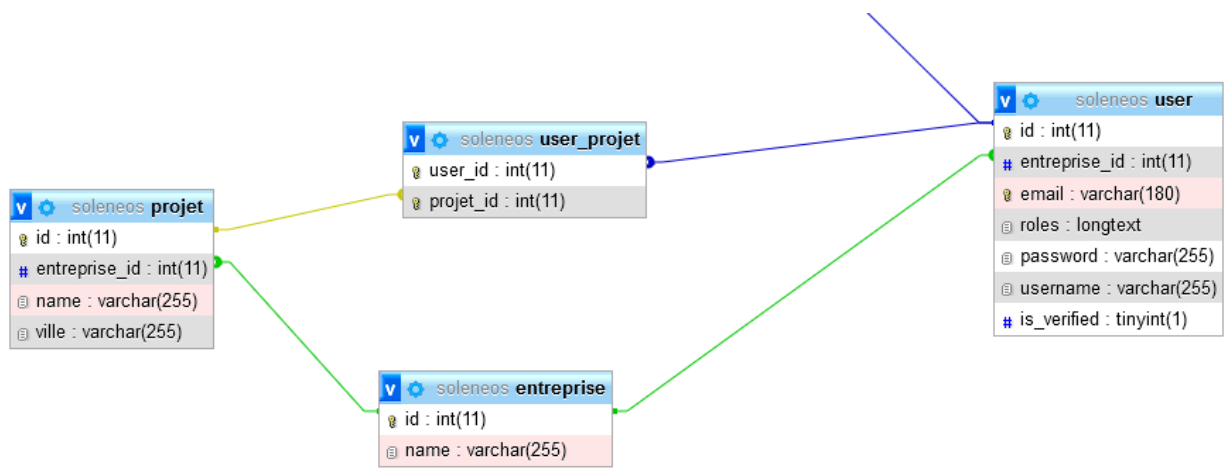 v soleneos projet
id : int(11)
# entreprise_id : int(11)
name : varchar(255)
ville : varchar(255)
v soleneos user_projet
user_id : int(11)
projet_id : int(11)
v soleneos entreprise
id : int(11)
name : varchar(255)
v soleneos user
id : int(11)
# entreprise_id : int(11)
email : varchar(180)
roles : longtext
password : varchar(255)
username : varchar(255)
# is_verified : tinyint(1)